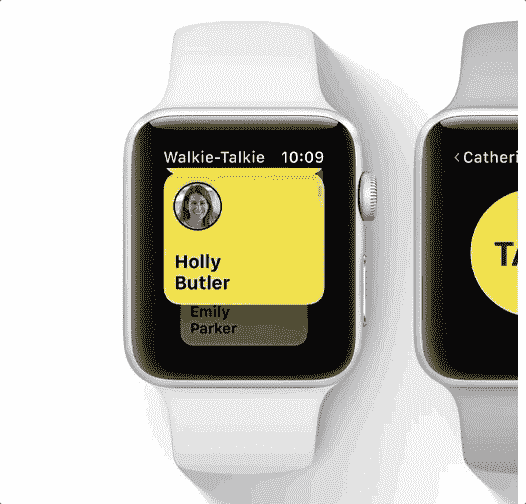 Walkie-Talkie 10:09
Holly
Butler
Emily
Parker
<Catheri
TA